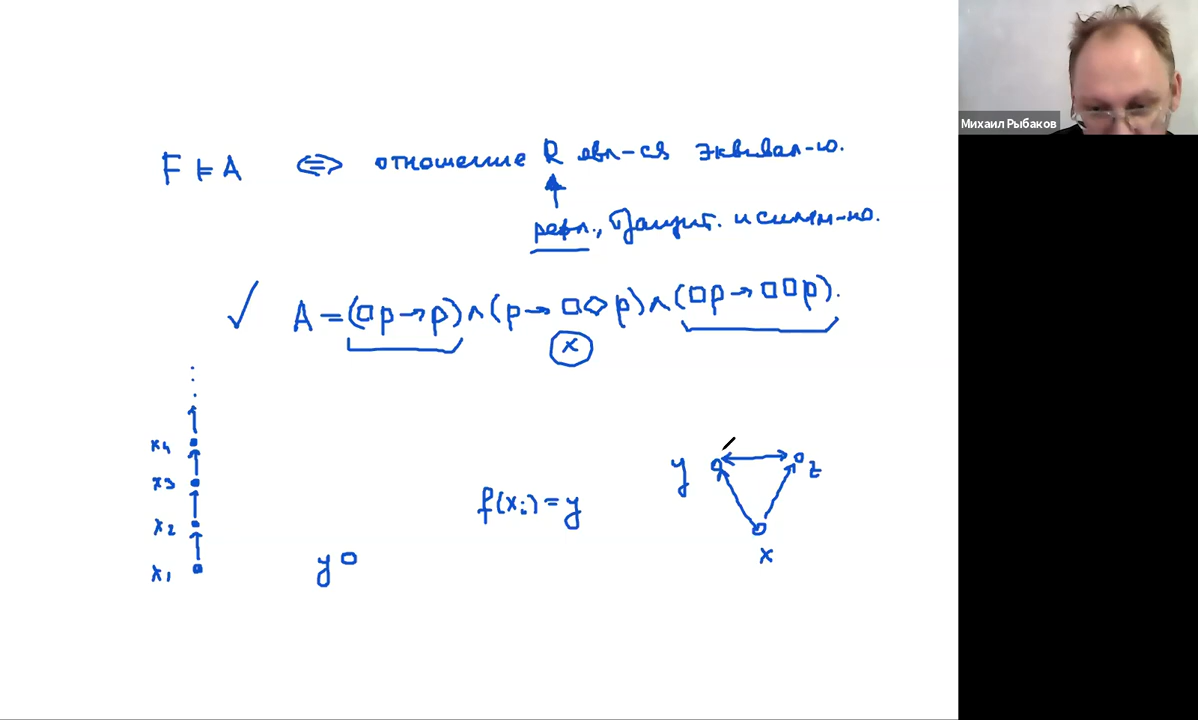 Михаил Рыбаков
F ⊨ A ⟺ отношение R явл-ся эквивал-ю.
рефл., транзит. и симм-но.
✓ A = (□p → p) ∧ (p → □◇p) ∧ (□p → □□p).
x
x₄
x₃
x₂
x₁
y
f(xᵢ) = y
y z
x